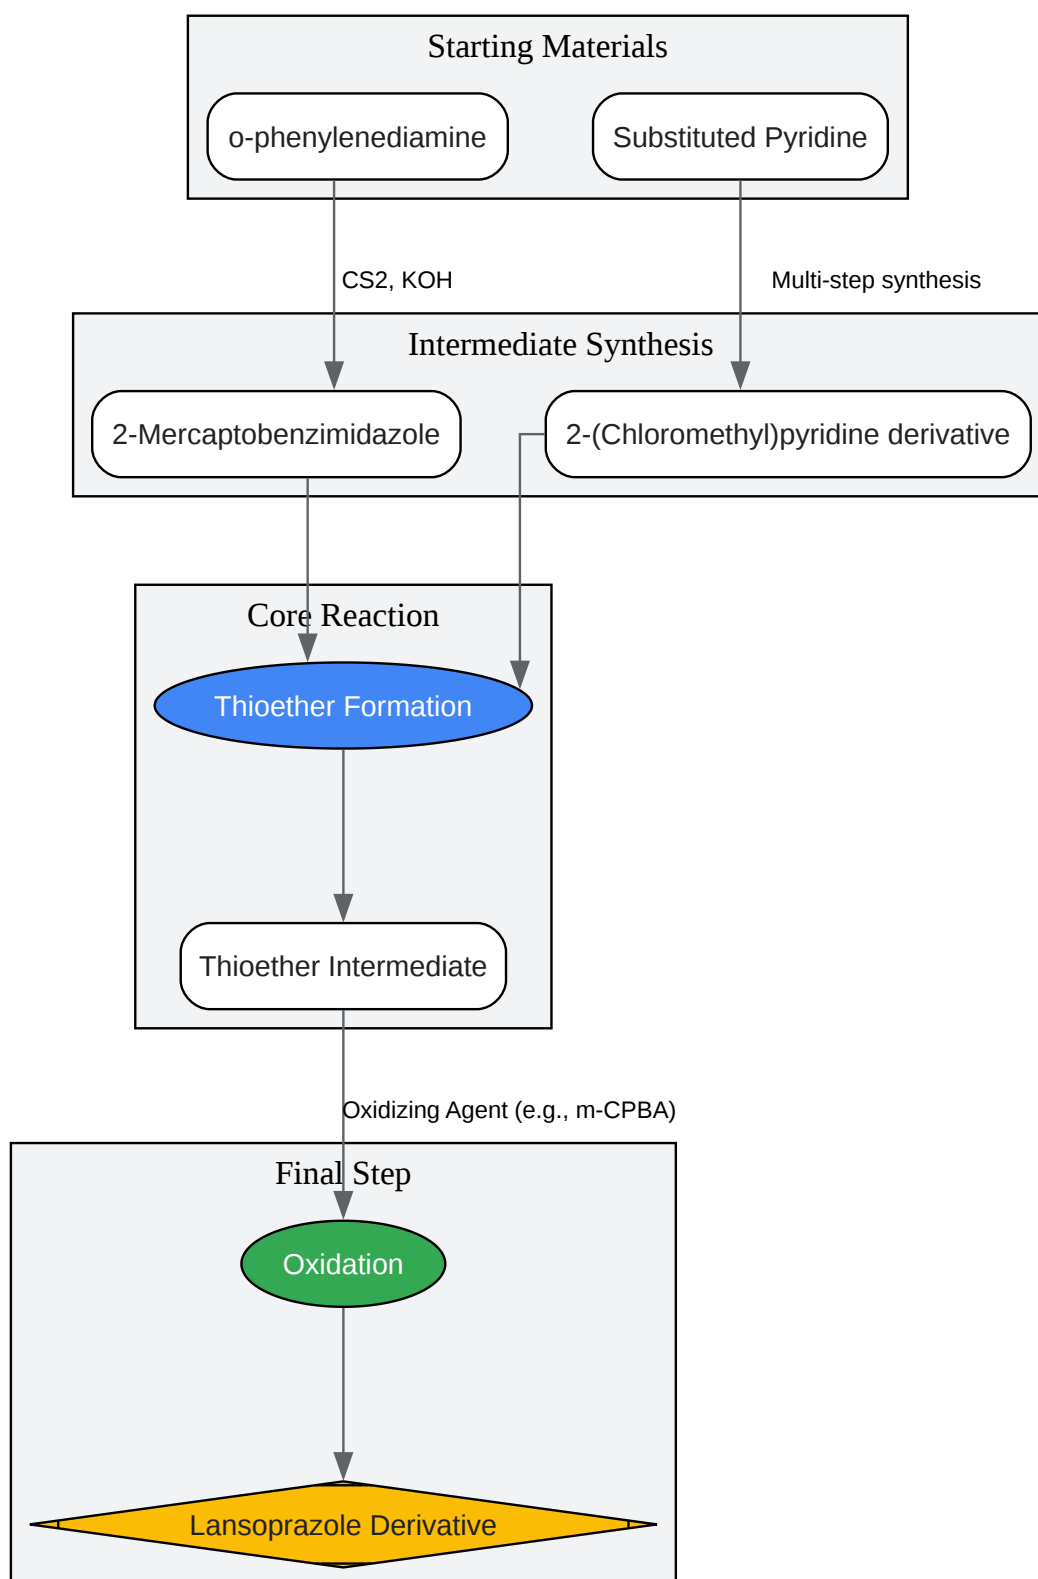 Starting Materials
o-phenylenediamine
Substituted Pyridine
CS2, KOH
Multi-step synthesis
Intermediate Synthesis
2-Mercaptobenzimidazole
2-(Chloromethyl)pyridine derivative
Core Reaction
Thioether Formation
Thioether Intermediate
Oxidizing Agent (e.g., m-CPBA)
Final Step
Oxidation
Lansoprazole Derivative